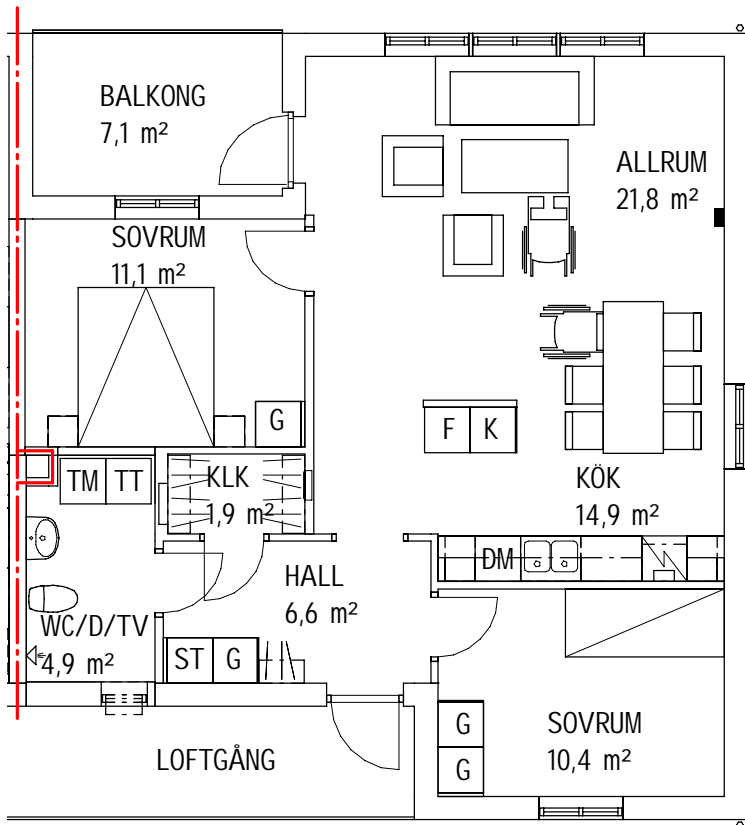 BALKONG
7,1 m²
ALLRUM
21,8 m²
SOVRUM
11,1 m²
G
F K
TM TT
KLK
1,9 m²
KÖK
14,9 m²
DM
HALL
6,6 m²
WC/D/TV
4,9 m²
ST G
G
G
SOVRUM
10,4 m²
LOFTGÅNG